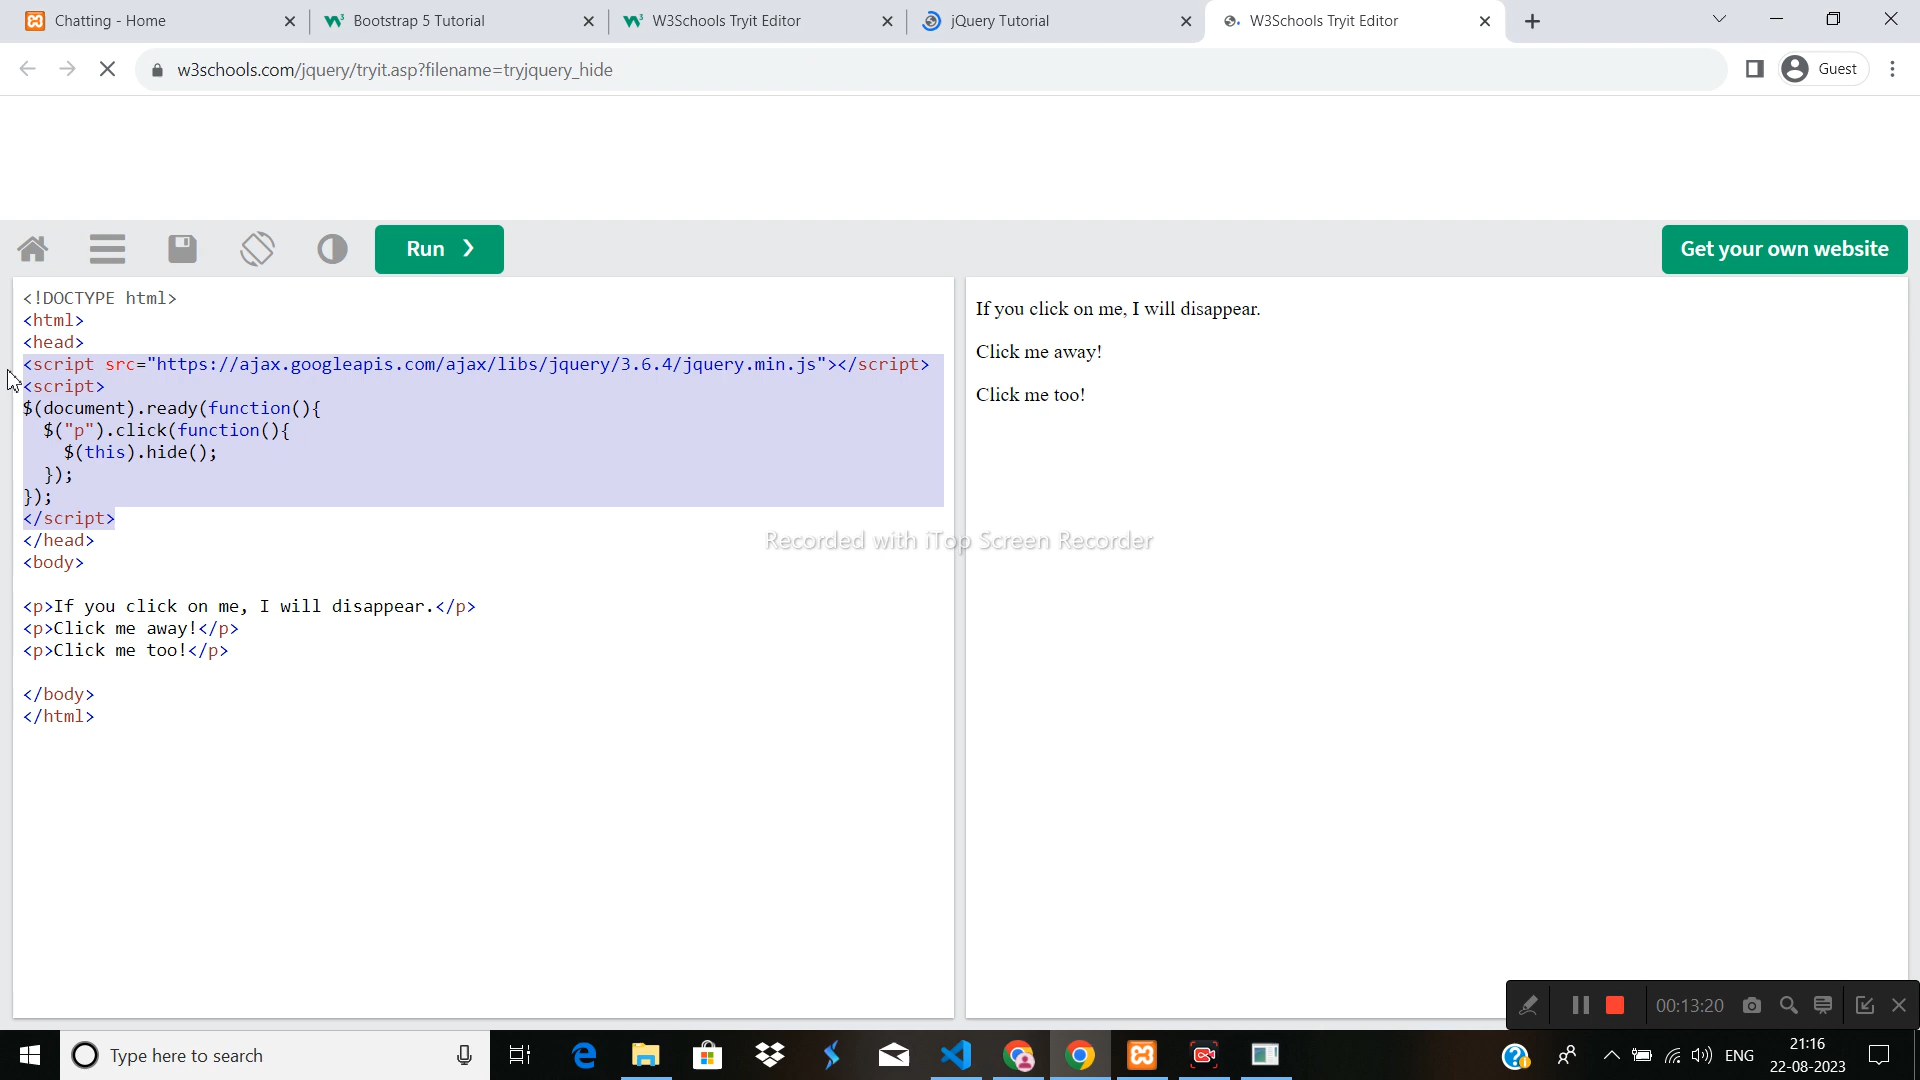 Chatting - Home
Bootstrap 5 Tutorial
W3Schools Tryit Editor
jQuery Tutorial
W3Schools Tryit Editor
w3schools.com/jquery/tryit.asp?filename=tryjquery_hide
Guest
Run ❯
Get your own website
<!DOCTYPE html>
<html>
<head>
<script src="https://ajax.googleapis.com/ajax/libs/jquery/3.6.4/jquery.min.js"></script>
<script>
$(document).ready(function(){
  $("p").click(function(){
    $(this).hide();
  });
});
</script>
</head>
<body>
<p>If you click on me, I will disappear.</p>
<p>Click me away!</p>
<p>Click me too!</p>
</body>
</html>
If you click on me, I will disappear.
Click me away!
Click me too!
Recorded with iTop Screen Recorder
00:13:20
Type here to search
ENG
21:16
22-08-2023